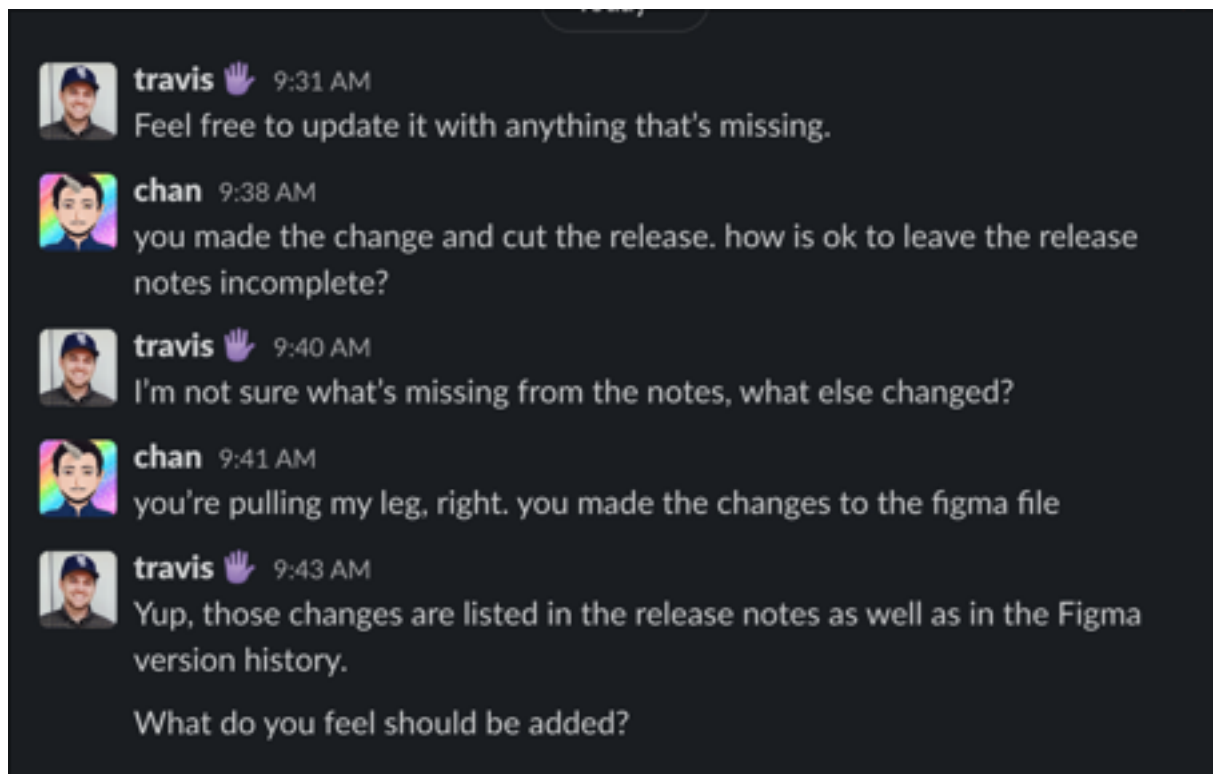 Today
travis 9:31 AM
Feel free to update it with anything that's missing.
chan 9:38 AM
you made the change and cut the release. how is ok to leave the release
notes incomplete?
travis 9:40 AM
I'm not sure what's missing from the notes, what else changed?
chan 9:41 AM
you're pulling my leg, right. you made the changes to the figma file
travis 9:43 AM
Yup, those changes are listed in the release notes as well as in the Figma
version history.
What do you feel should be added?